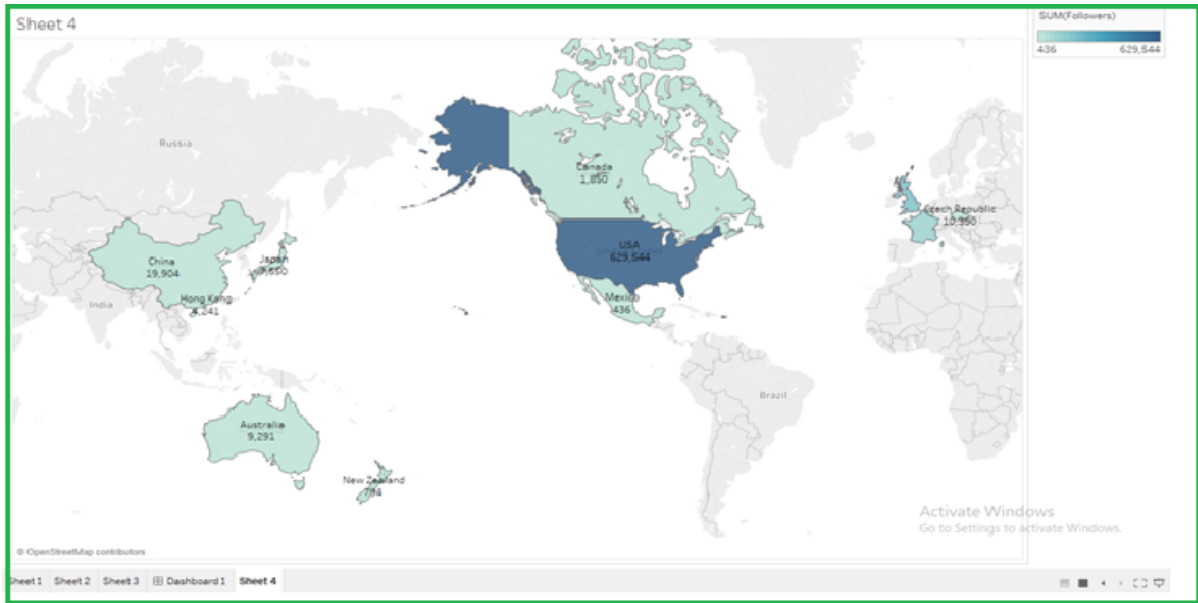 Sheet 4
SUM(Followers)
436 629,544
Russia
Canada
1,850
Czech Republic
USA
629,544
China
19,904
Japan
Hong Kong
4,241
India
Mexico
436
Brazil
Australia
9,291
New Zealand
Activate Windows
Go to Settings to activate Windows.
© OpenStreetMap contributors
Sheet 1 Sheet 2 Sheet 3 Dashboard 1 Sheet 4